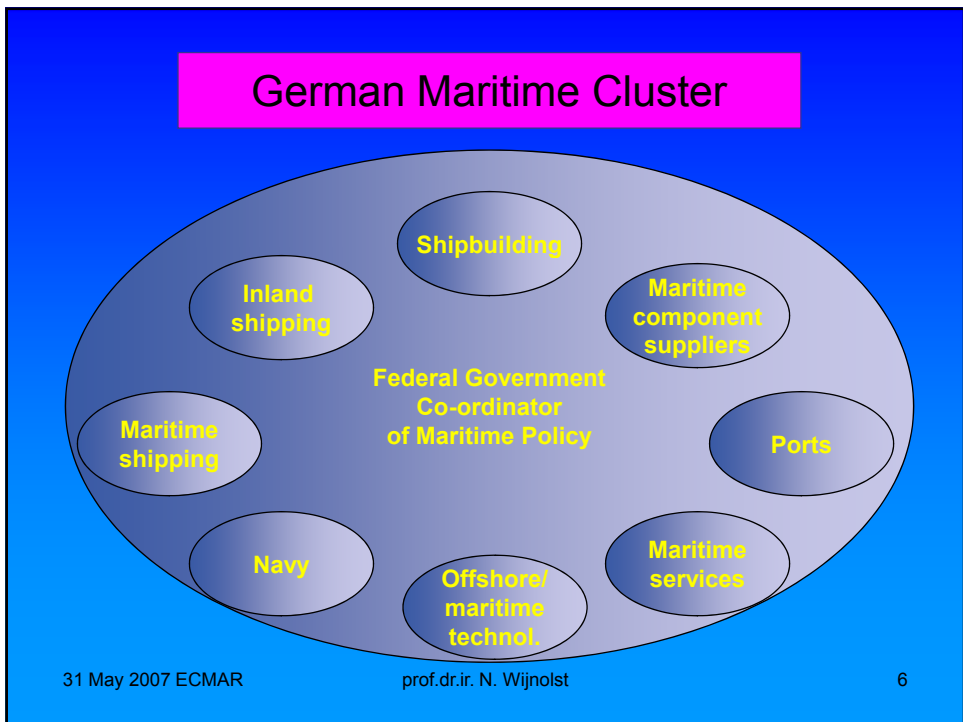 German Maritime Cluster
Shipbuilding
Inland
shipping
Maritime
component
suppliers
Federal Government
Co-ordinator
of Maritime Policy
Maritime
shipping
Ports
Navy
Maritime
services
Offshore/
maritime
technol.
31 May 2007 ECMAR
prof.dr.ir. N. Wijnolst
6